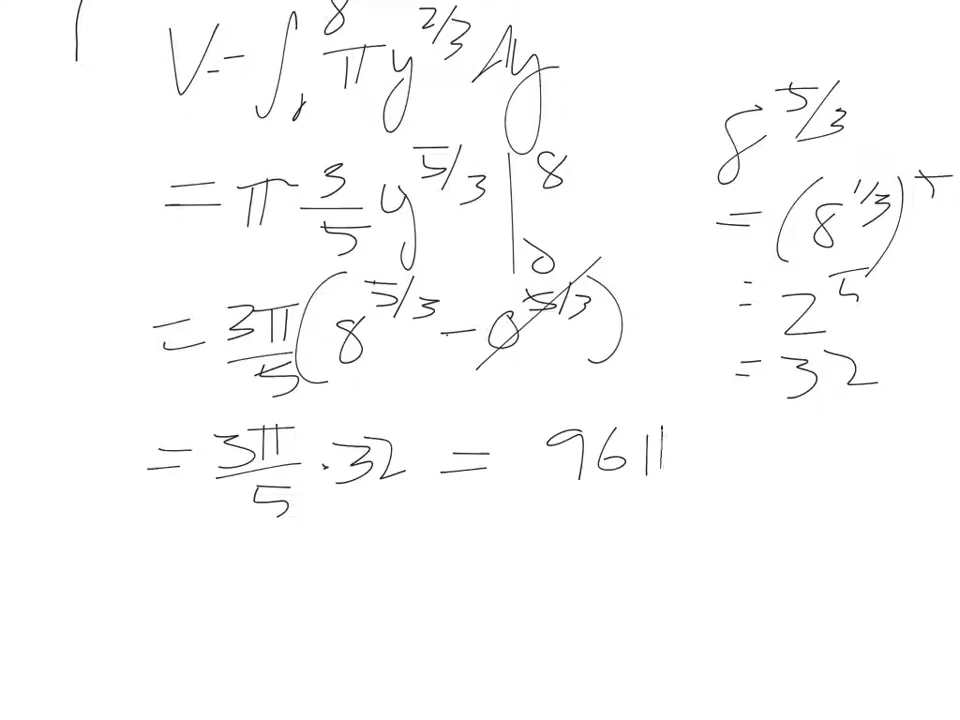 V = ∫₀⁸ πy^{2/3} dy
= π 3/5 y^{5/3} |₀⁸
= 3π/5 (8^{5/3} - 0^{5/3})
= 3π/5 · 32 = 96π
8^{5/3}
= (8^{1/3})^5
= 2^5
= 32